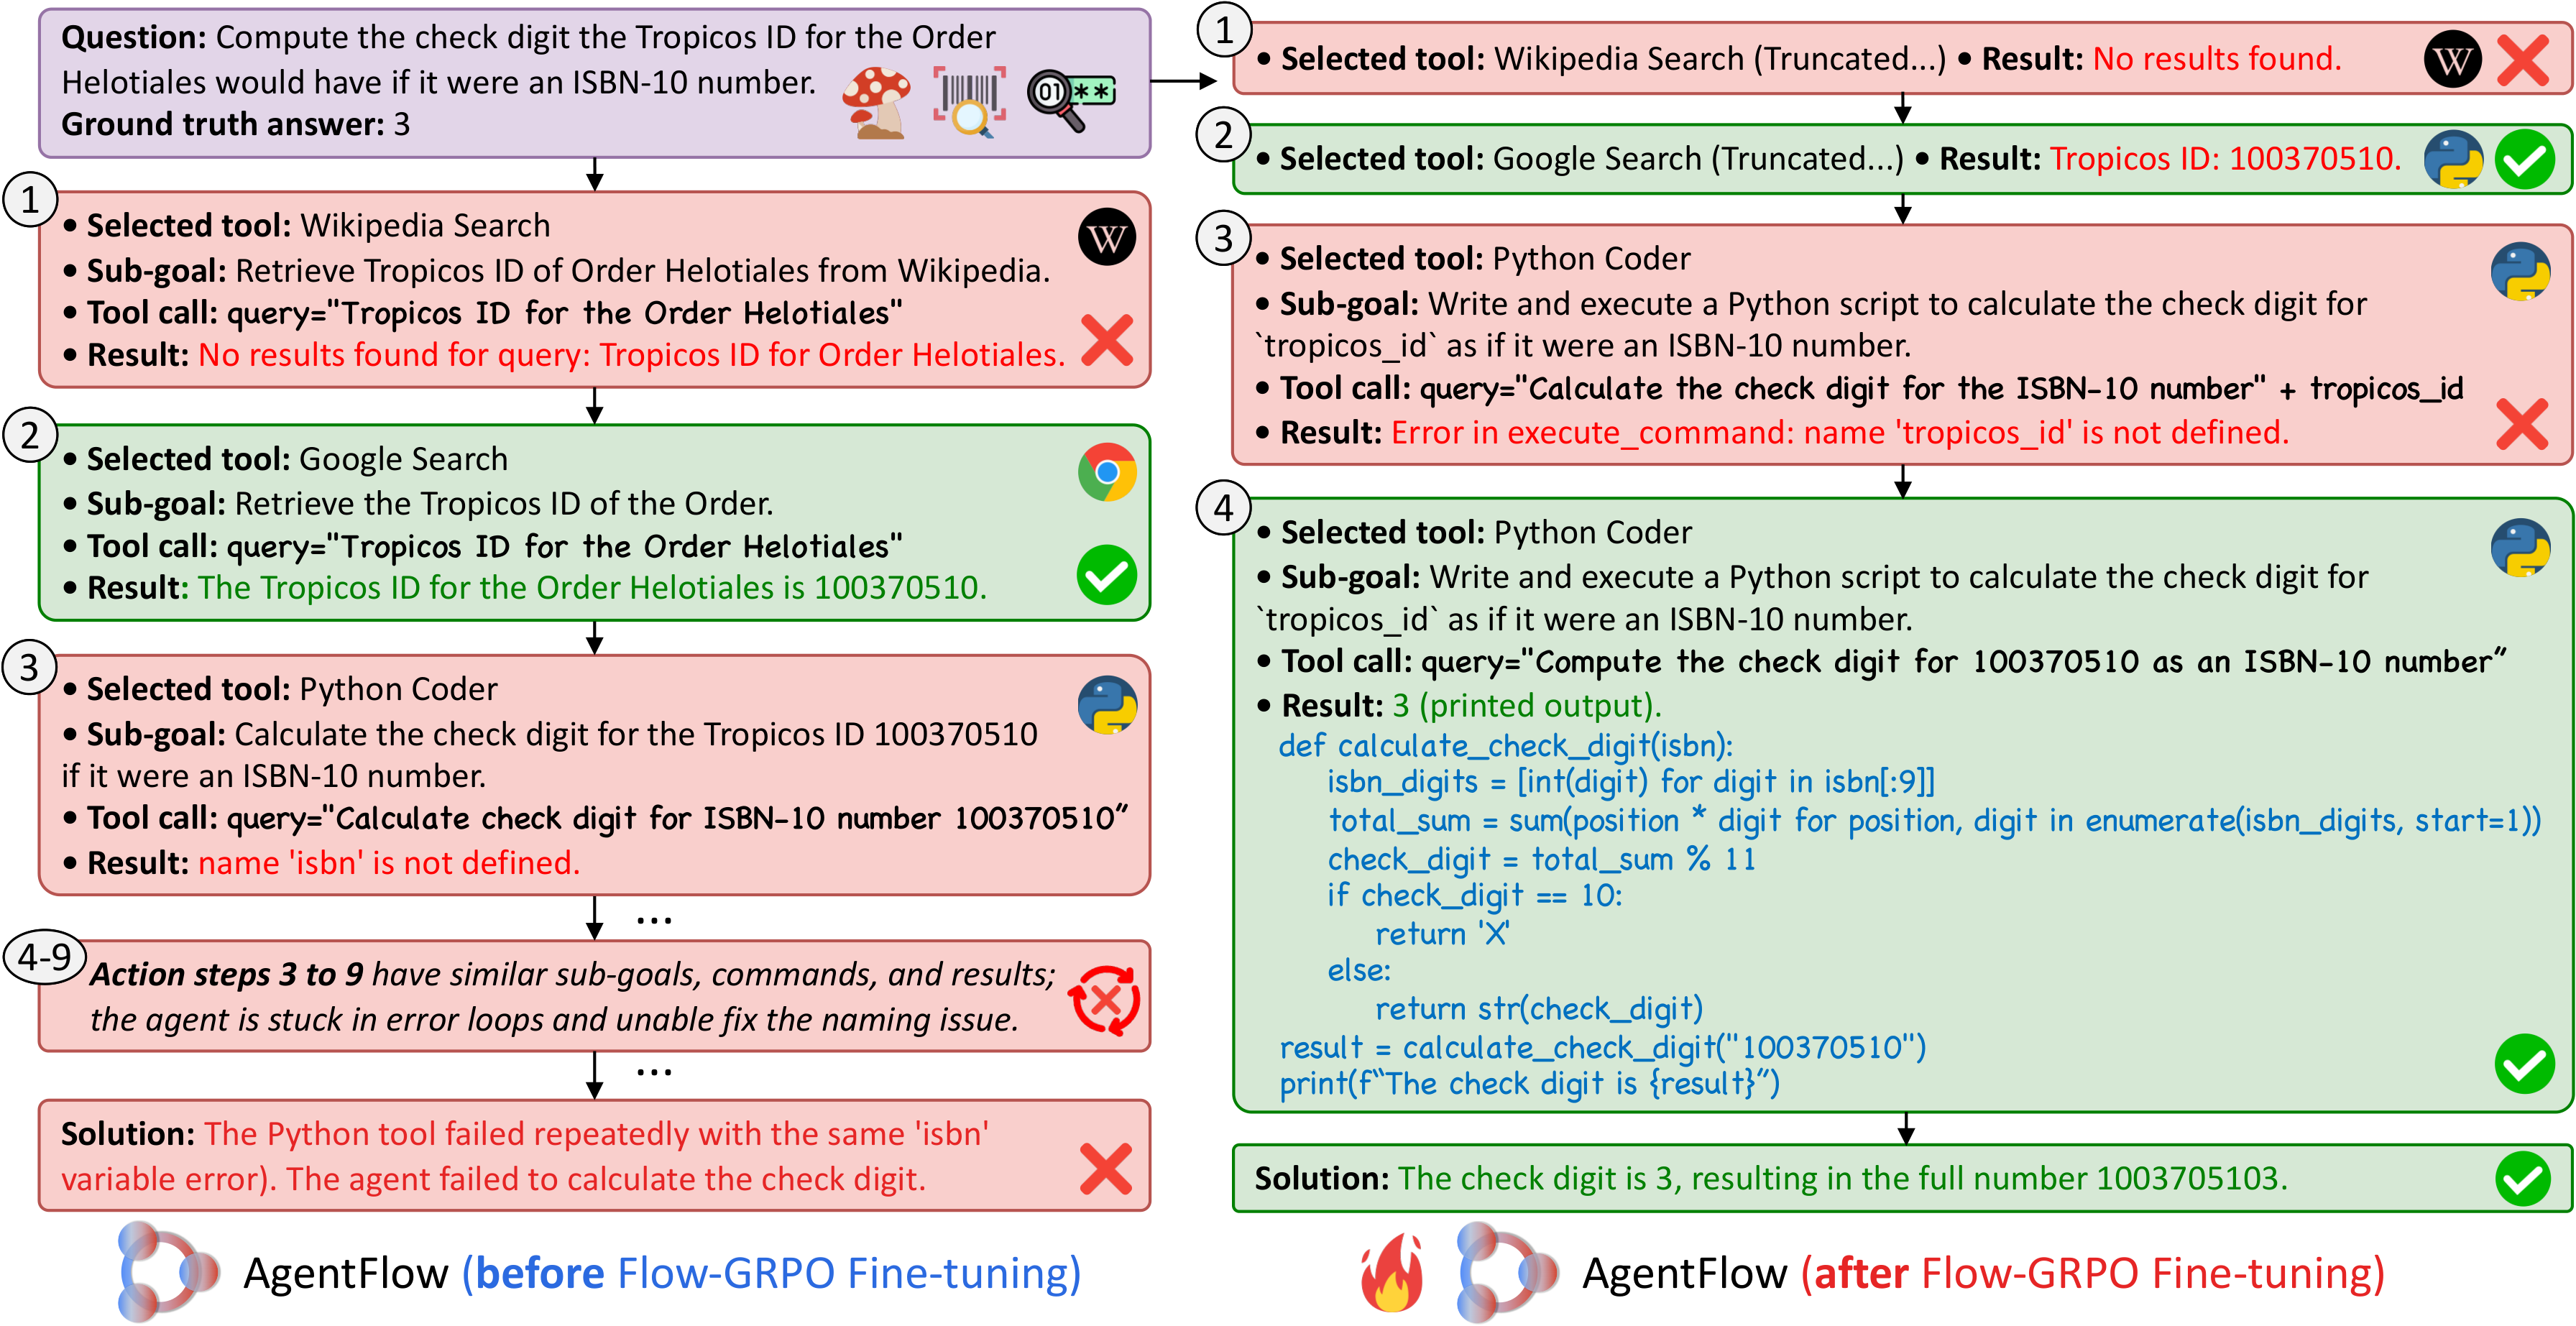 Question: Compute the check digit the Tropicos ID for the Order
Helotiales would have if it were an ISBN-10 number.
Ground truth answer: 3
01**
1
• Selected tool: Wikipedia Search
• Sub-goal: Retrieve Tropicos ID of Order Helotiales from Wikipedia.
• Tool call: query="Tropicos ID for the Order Helotiales"
• Result: No results found for query: Tropicos ID for Order Helotiales.
W
2
• Selected tool: Google Search
• Sub-goal: Retrieve the Tropicos ID of the Order.
• Tool call: query="Tropicos ID for the Order Helotiales"
• Result: The Tropicos ID for the Order Helotiales is 100370510.
3
• Selected tool: Python Coder
• Sub-goal: Calculate the check digit for the Tropicos ID 100370510
if it were an ISBN-10 number.
• Tool call: query="Calculate check digit for ISBN-10 number 100370510”
• Result: name 'isbn' is not defined.
...
4-9
Action steps 3 to 9 have similar sub-goals, commands, and results;
the agent is stuck in error loops and unable fix the naming issue.
...
Solution: The Python tool failed repeatedly with the same 'isbn'
variable error). The agent failed to calculate the check digit.
AgentFlow (before Flow-GRPO Fine-tuning)
1
• Selected tool: Wikipedia Search (Truncated...) • Result: No results found.
W
2
• Selected tool: Google Search (Truncated...) • Result: Tropicos ID: 100370510.
3
• Selected tool: Python Coder
• Sub-goal: Write and execute a Python script to calculate the check digit for
`tropicos_id` as if it were an ISBN-10 number.
• Tool call: query="Calculate the check digit for the ISBN-10 number" + tropicos_id
• Result: Error in execute_command: name 'tropicos_id' is not defined.
4
• Selected tool: Python Coder
• Sub-goal: Write and execute a Python script to calculate the check digit for
`tropicos_id` as if it were an ISBN-10 number.
• Tool call: query="Compute the check digit for 100370510 as an ISBN-10 number”
• Result: 3 (printed output).
def calculate_check_digit(isbn):
isbn_digits = [int(digit) for digit in isbn[:9]]
total_sum = sum(position * digit for position, digit in enumerate(isbn_digits, start=1))
check_digit = total_sum % 11
if check_digit == 10:
return 'X'
else:
return str(check_digit)
result = calculate_check_digit("100370510")
print(f“The check digit is {result}”)
Solution: The check digit is 3, resulting in the full number 1003705103.
AgentFlow (after Flow-GRPO Fine-tuning)